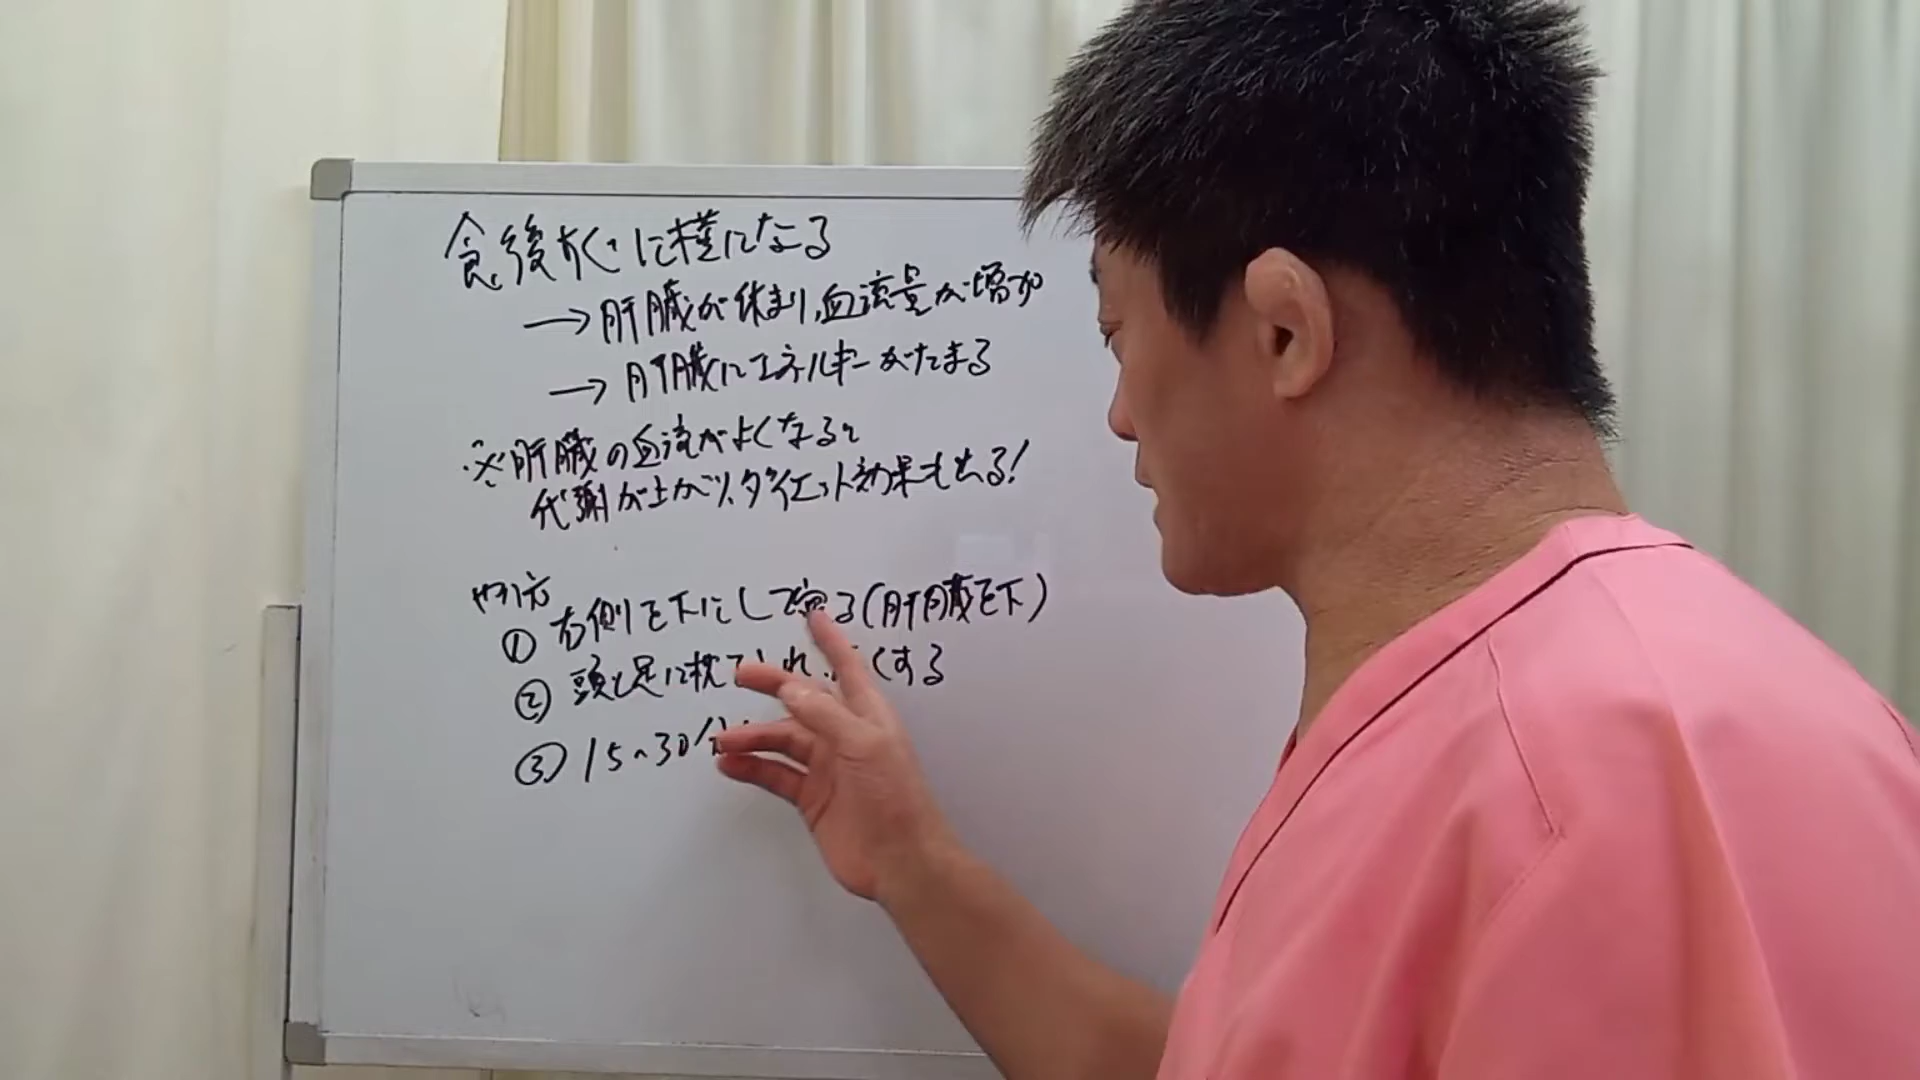 食後すぐに横になる
→肝臓が休まり、血流量が増加
→肝臓にエネルギーがたまる
※肝臓の血流がよくなると
代謝が上がり、ダイエット効果も出る!
やり方
① 右側を下にして寝る(肝臓を下)
② 頭と足に枕を くする
③ 15~30分